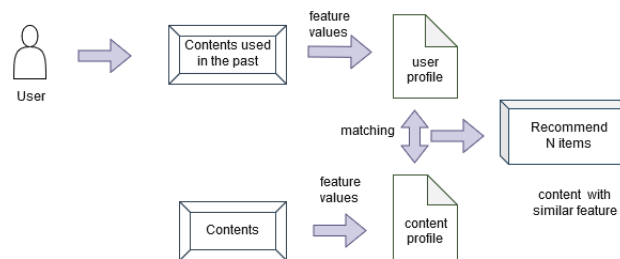 User
Contents used
in the past
feature
values
user
profile
matching
Recommend
N items
content with
similar feature
Contents
feature
values
content
profile